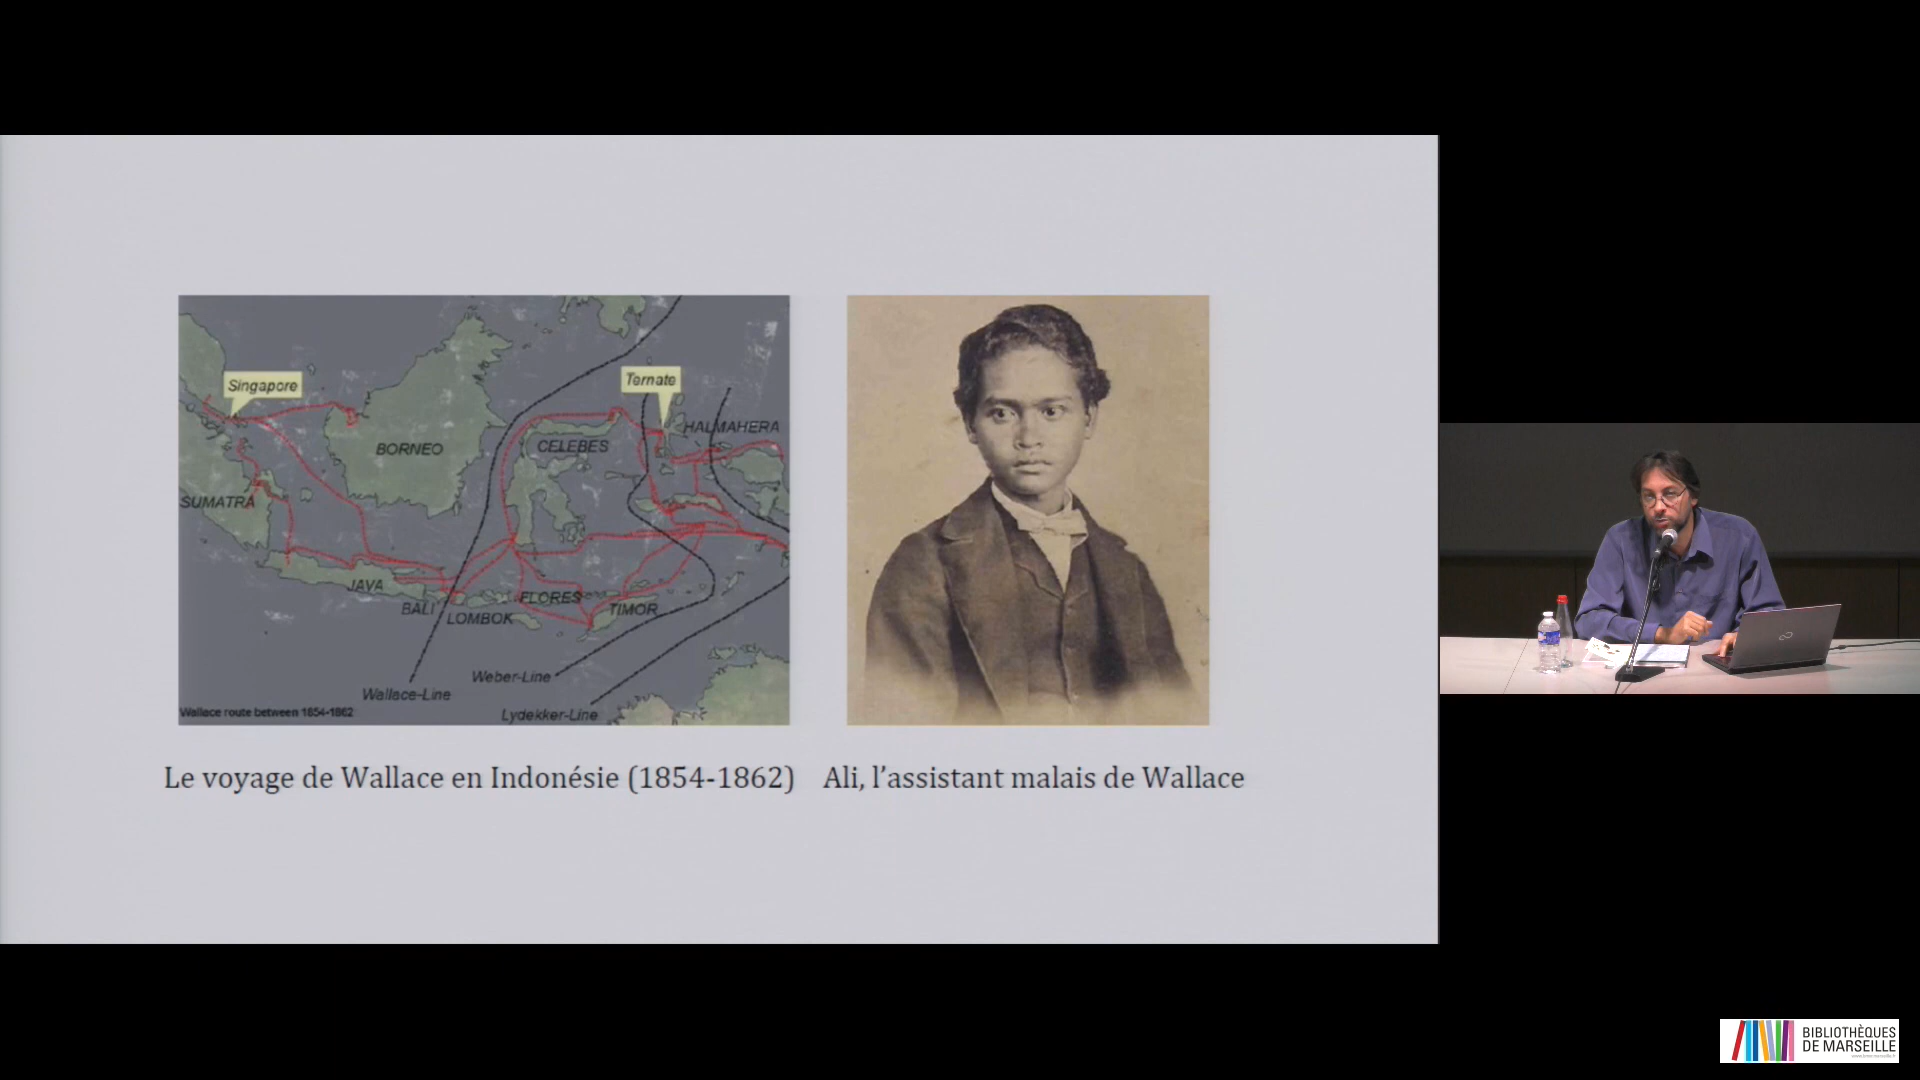 Singapore
Ternate
HALMAHERA
BORNEO
CELEBES
SUMATRA
JAVA
BALI
LOMBOK
FLORES
TIMOR
Weber-Line
Wallace-Line
Wallace route between 1854-1862
Lydekker-Line
Le voyage de Wallace en Indonésie (1854-1862)
Ali, l'assistant malais de Wallace
BIBLIOTHÈQUES
DE MARSEILLE